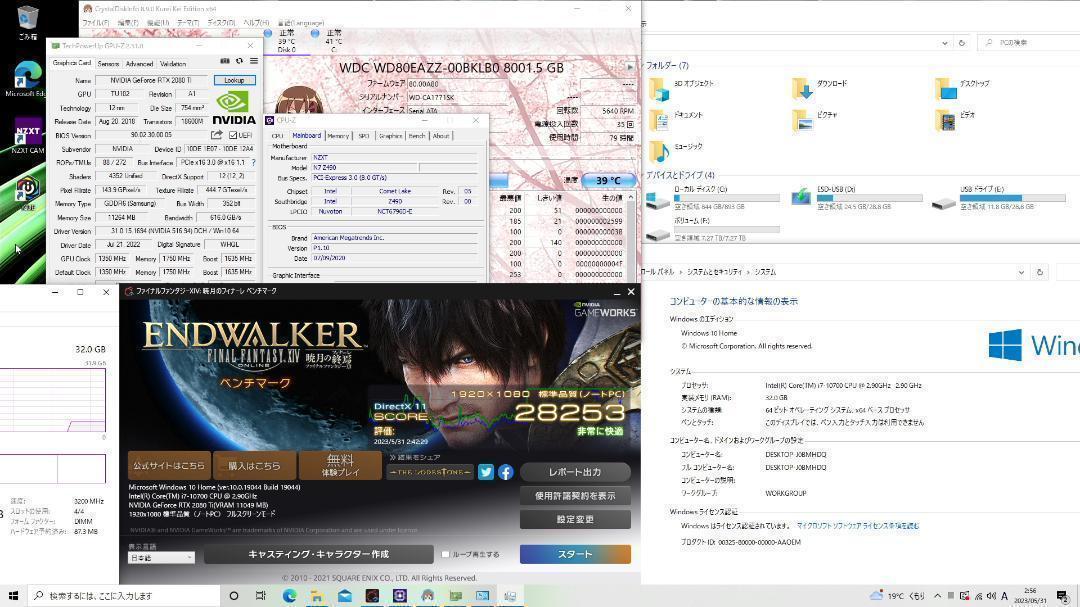 ごみ箱
Microsoft Edg
NZXT CAM
CrystalDiskInfo 8.9.0 Kurei Kei Edition x64
ファイル(F) 編集(E) 機能(U) テーマ(T) ディスク(D) ヘルプ(H) 言語(Language)
正常
39 °C
Disk 0
正常
41 °C
C:
WDC WD80EAZZ-00BKLB0 8001.5 GB
ファームウェア 80.00A80
シリアルナンバー WD-CA1771SK
インターフェース Serial ATA
回転数 5640 RPM
電源投入回数 35 回
使用時間 79 時間
温度
39 °C
最悪値 しきい値 生の値
200 51 000000000000
185 21 000000002599
100 0 00000000003B
200 140 000000000000
100 0 00000000004F
253 000000000000
TechPowerUp GPU-Z 2.51.0
Graphics Card Sensors Advanced Validation
Name NVIDIA GeForce RTX 2080 Ti Lookup
GPU TU102 Revision A1
Technology 12 nm Die Size 754 mm²
Release Date Aug 20, 2018 Transistors 18600M
NVIDIA
BIOS Version 90.02.30.00.05 UEFI
Subvendor NVIDIA Device ID 10DE 1E07 - 10DE 12A4
ROPs/TMUs 88 / 272 Bus Interface PCIe x16 3.0 @ x16 1.1 ?
Shaders 4352 Unified DirectX Support 12 (12_2)
Pixel Fillrate 143.9 GPixel/s Texture Fillrate 444.7 GTexel/s
Memory Type GDDR6 (Samsung) Bus Width 352 bit
Memory Size 11264 MB Bandwidth 616.0 GB/s
Driver Version 31.0.15.1694 (NVIDIA 516.94) DCH / Win10 64
Driver Date Jul 21, 2022 Digital Signature WHQL
GPU Clock 1350 MHz Memory 1750 MHz Boost 1635 MHz
Default Clock 1350 MHz Memory 1750 MHz Boost 1635 MHz
CPU-Z
CPU Mainboard Memory SPD Graphics Bench About
Motherboard
Manufacturer NZXT
Model N7 Z490
Bus Specs. PCI-Express 3.0 (8.0 GT/s)
Chipset Intel Comet Lake Rev. 05
Southbridge Intel Z490 Rev. 00
LPCIO Nuvoton NCT6796D-E
BIOS
Brand American Megatrends Inc.
Version P1.10
Date 07/09/2020
Graphic Interface
PCの検索
フォルダー (7)
3D オブジェクト
ダウンロード
デスクトップ
ドキュメント
ピクチャ
ビデオ
ミュージック
デバイスとドライブ (4)
ローカル ディスク (C:)
空き領域 844 GB/893 GB
ESD-USB (D:)
空き領域 24.5 GB/28.8 GB
USB ドライブ (E:)
空き領域 11.8 GB/28.8 GB
ボリューム (F:)
空き領域 7.27 TB/7.27 TB
ロール パネル › システムとセキュリティ › システム
コンピューターの基本的な情報の表示
Windows のエディション
Windows 10 Home
© Microsoft Corporation. All rights reserved.
システム
プロセッサ: Intel(R) Core(TM) i7-10700 CPU @ 2.90GHz 2.90 GHz
実装メモリ (RAM): 32.0 GB
システムの種類: 64 ビット オペレーティング システム、x64 ベース プロセッサ
ペンとタッチ: このディスプレイでは、ペン入力とタッチ入力は利用できません
コンピューター名、ドメインおよびワークグループの設定
コンピューター名: DESKTOP-J0BMHDQ
フル コンピューター名: DESKTOP-J0BMHDQ
コンピューターの説明:
ワークグループ: WORKGROUP
Windows ライセンス認証
Windows はライセンス認証されています。 マイクロソフト ソフトウェア ライセンス条項を読む
プロダクト ID: 00325-80000-00000-AAOEM
32.0 GB
31.9 GB
0
速度: 3200 MHz
スロットの使用: 4/4
フォーム ファクター: DIMM
ハードウェア予約済み: 87.3 MB
ファイナルファンタジーXIV: 暁月のフィナーレ ベンチマーク
NVIDIA
GAMEWORKS
ENDWALKER
FINAL FANTASY XIV 暁月の終焉
ONLINE
ベンチマーク
1920×1080 標準品質(ノートPC)
DirectX 11
SCORE
28253
評価:
非常に快適
2023/5/31 2:42:29
公式サイトはこちら
購入はこちら
無料
体験プレイ
結果をシェア
THE LODESTONE
レポート出力
使用許諾契約を表示
設定変更
Microsoft Windows 10 Home (ver.10.0.19044 Build 19044)
Intel(R) Core(TM) i7-10700 CPU @ 2.90GHz
NVIDIA GeForce RTX 2080 Ti(VRAM 11049 MB)
1920x1080 標準品質（ノートPC） フルスクリーンモード
NVIDIA® and NVIDIA GameWorks™ are trademarks of NVIDIA Corporation and are used under license.
表示言語
日本語
キャスティング・キャラクター作成
ループ再生する
スタート
© 2010 - 2021 SQUARE ENIX CO., LTD. All Rights Reserved.
検索するには、ここに入力します
19°C くもり
A
2:56
2023/05/31
2